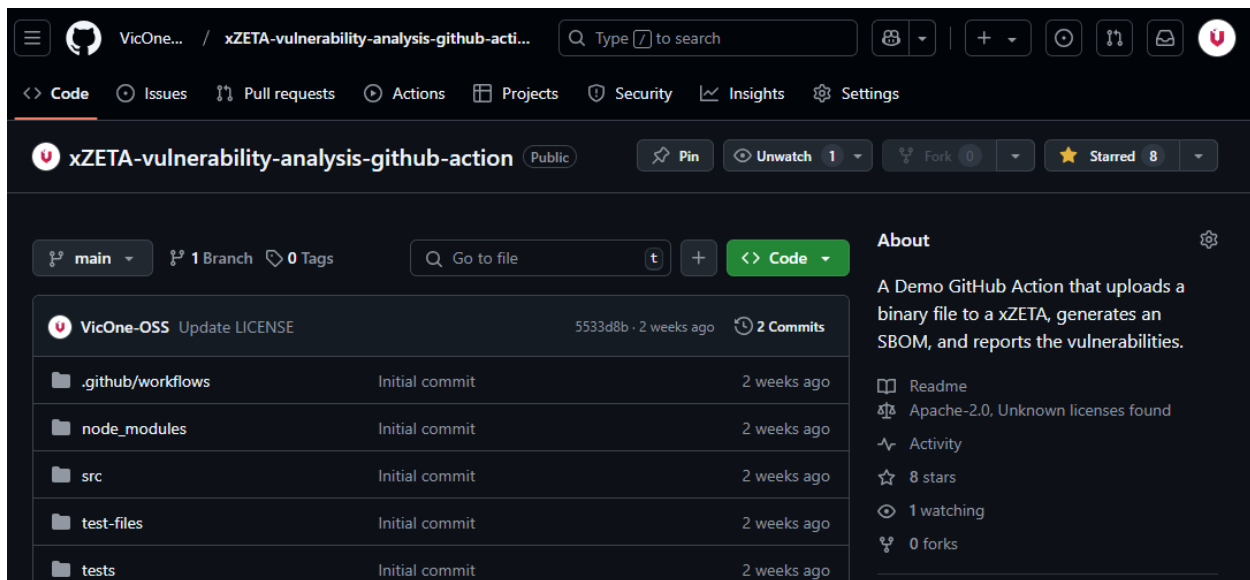 VicOne... / xZETA-vulnerability-analysis-github-acti... Type / to search
Code Issues Pull requests Actions Projects Security Insights Settings
xZETA-vulnerability-analysis-github-action Public Pin Unwatch 1 Fork 0 Starred 8
main 1 Branch 0 Tags Go to file t Code
VicOne-OSS Update LICENSE 5533d8b · 2 weeks ago 2 Commits
.github/workflows Initial commit 2 weeks ago
node_modules Initial commit 2 weeks ago
src Initial commit 2 weeks ago
test-files Initial commit 2 weeks ago
tests Initial commit 2 weeks ago
About
A Demo GitHub Action that uploads a
binary file to a xZETA, generates an
SBOM, and reports the vulnerabilities.
Readme
Apache-2.0, Unknown licenses found
Activity
8 stars
1 watching
0 forks